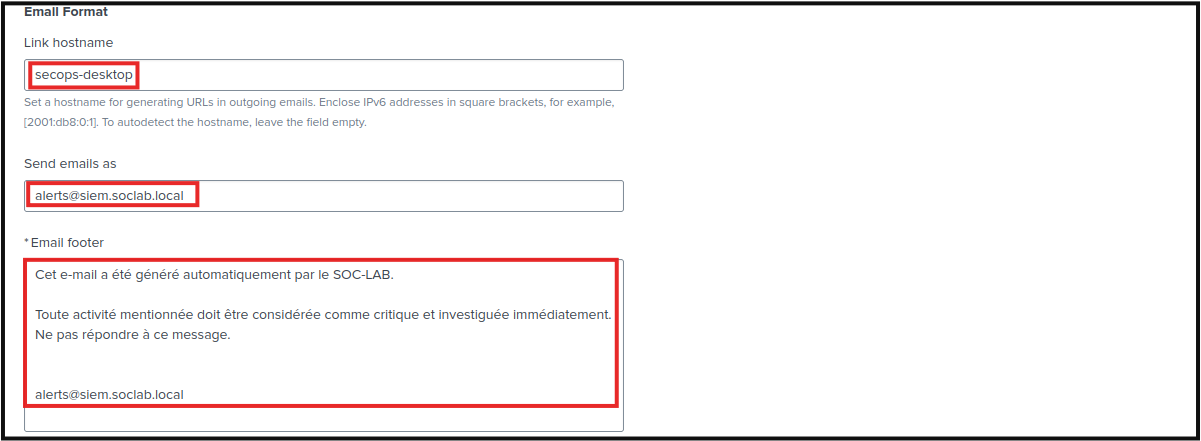 Email Format
Link hostname
secops-desktop
Set a hostname for generating URLs in outgoing emails. Enclose IPv6 addresses in square brackets, for example,
[2001:db8:0:1]. To autodetect the hostname, leave the field empty.
Send emails as
alerts@siem.soclab.local
* Email footer
Cet e-mail a été généré automatiquement par le SOC-LAB.
Toute activité mentionnée doit être considérée comme critique et investiguée immédiatement.
Ne pas répondre à ce message.
alerts@siem.soclab.local